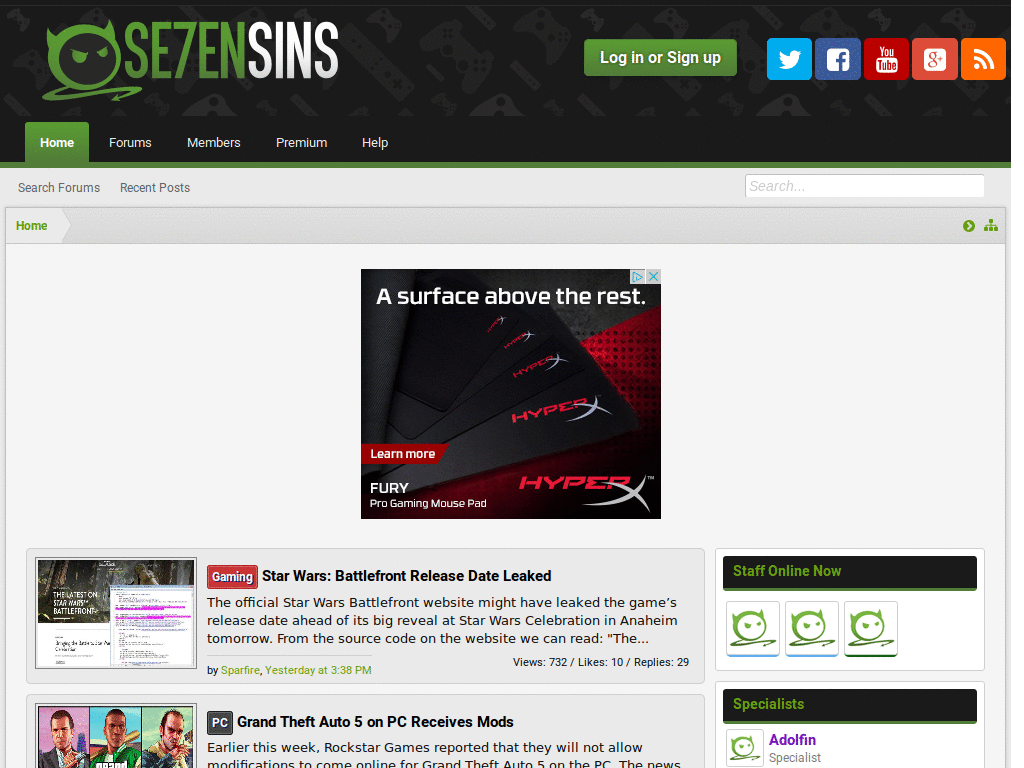 SE7ENSINS
Log in or Sign up
You
Tube
g+
Home
Forums
Members
Premium
Help
Search Forums
Recent Posts
Search...
Home
A surface above the rest.
HYPERX
HYPERX
HYPERX
Learn more
FURY
Pro Gaming Mouse Pad
HYPERX™
THE LATEST ON
STAR WARS
BATTLEFRONT
Gaming Star Wars: Battlefront Release Date Leaked
The official Star Wars Battlefront website might have leaked the game’s
release date ahead of its big reveal at Star Wars Celebration in Anaheim
tomorrow. From the source code on the website we can read: "The...
by Sparfire, Yesterday at 3:38 PM
Views: 732 / Likes: 10 / Replies: 29
PC Grand Theft Auto 5 on PC Receives Mods
Earlier this week, Rockstar Games reported that they will not allow
modifications to come online for Grand Theft Auto 5 on the PC. The news
Staff Online Now
Specialists
Adolfin
Specialist